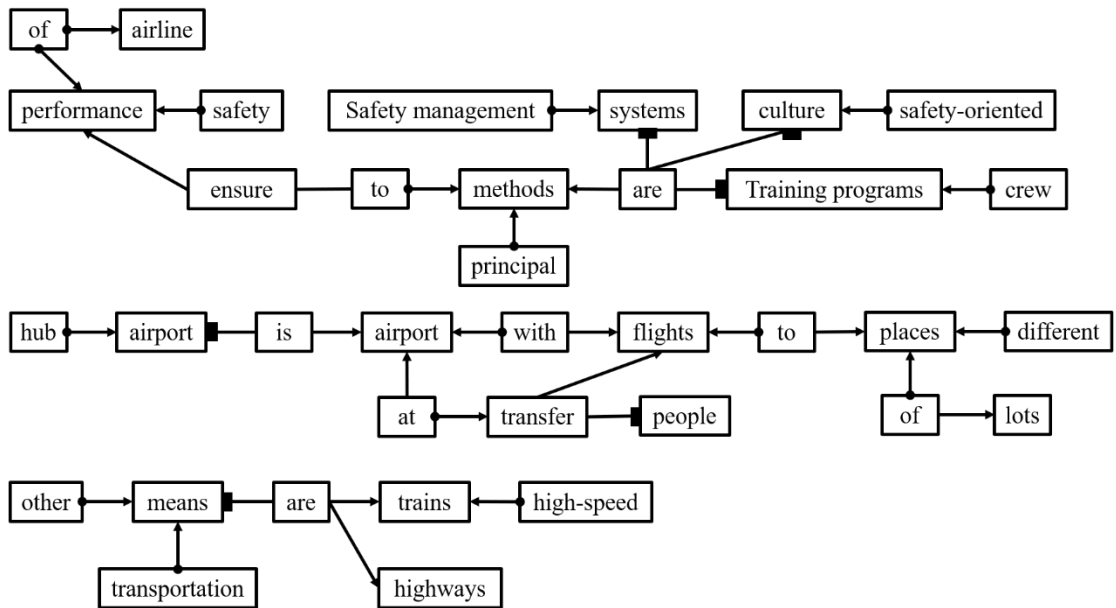 of airline
performance safety Safety management systems culture safety-oriented
ensure to methods are Training programs crew
principal
hub airport is airport with flights to places different
at transfer people of lots
other means are trains high-speed
transportation highways